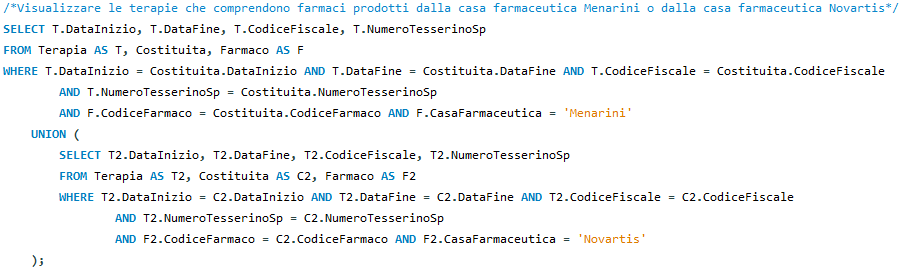 /*Visualizzare le terapie che comprendono farmaci prodotti dalla casa farmaceutica Menarini o dalla casa farmaceutica Novartis*/
SELECT T.DataInizio, T.DataFine, T.CodiceFiscale, T.NumeroTesserinoSp
FROM Terapia AS T, Costituita, Farmaco AS F
WHERE T.DataInizio = Costituita.DataInizio AND T.DataFine = Costituita.DataFine AND T.CodiceFiscale = Costituita.CodiceFiscale
AND T.NumeroTesserinoSp = Costituita.NumeroTesserinoSp
AND F.CodiceFarmaco = Costituita.CodiceFarmaco AND F.CasaFarmaceutica = 'Menarini'
UNION (
SELECT T2.DataInizio, T2.DataFine, T2.CodiceFiscale, T2.NumeroTesserinoSp
FROM Terapia AS T2, Costituita AS C2, Farmaco AS F2
WHERE T2.DataInizio = C2.DataInizio AND T2.DataFine = C2.DataFine AND T2.CodiceFiscale = C2.CodiceFiscale
AND T2.NumeroTesserinoSp = C2.NumeroTesserinoSp
AND F2.CodiceFarmaco = C2.CodiceFarmaco AND F2.CasaFarmaceutica = 'Novartis'
);